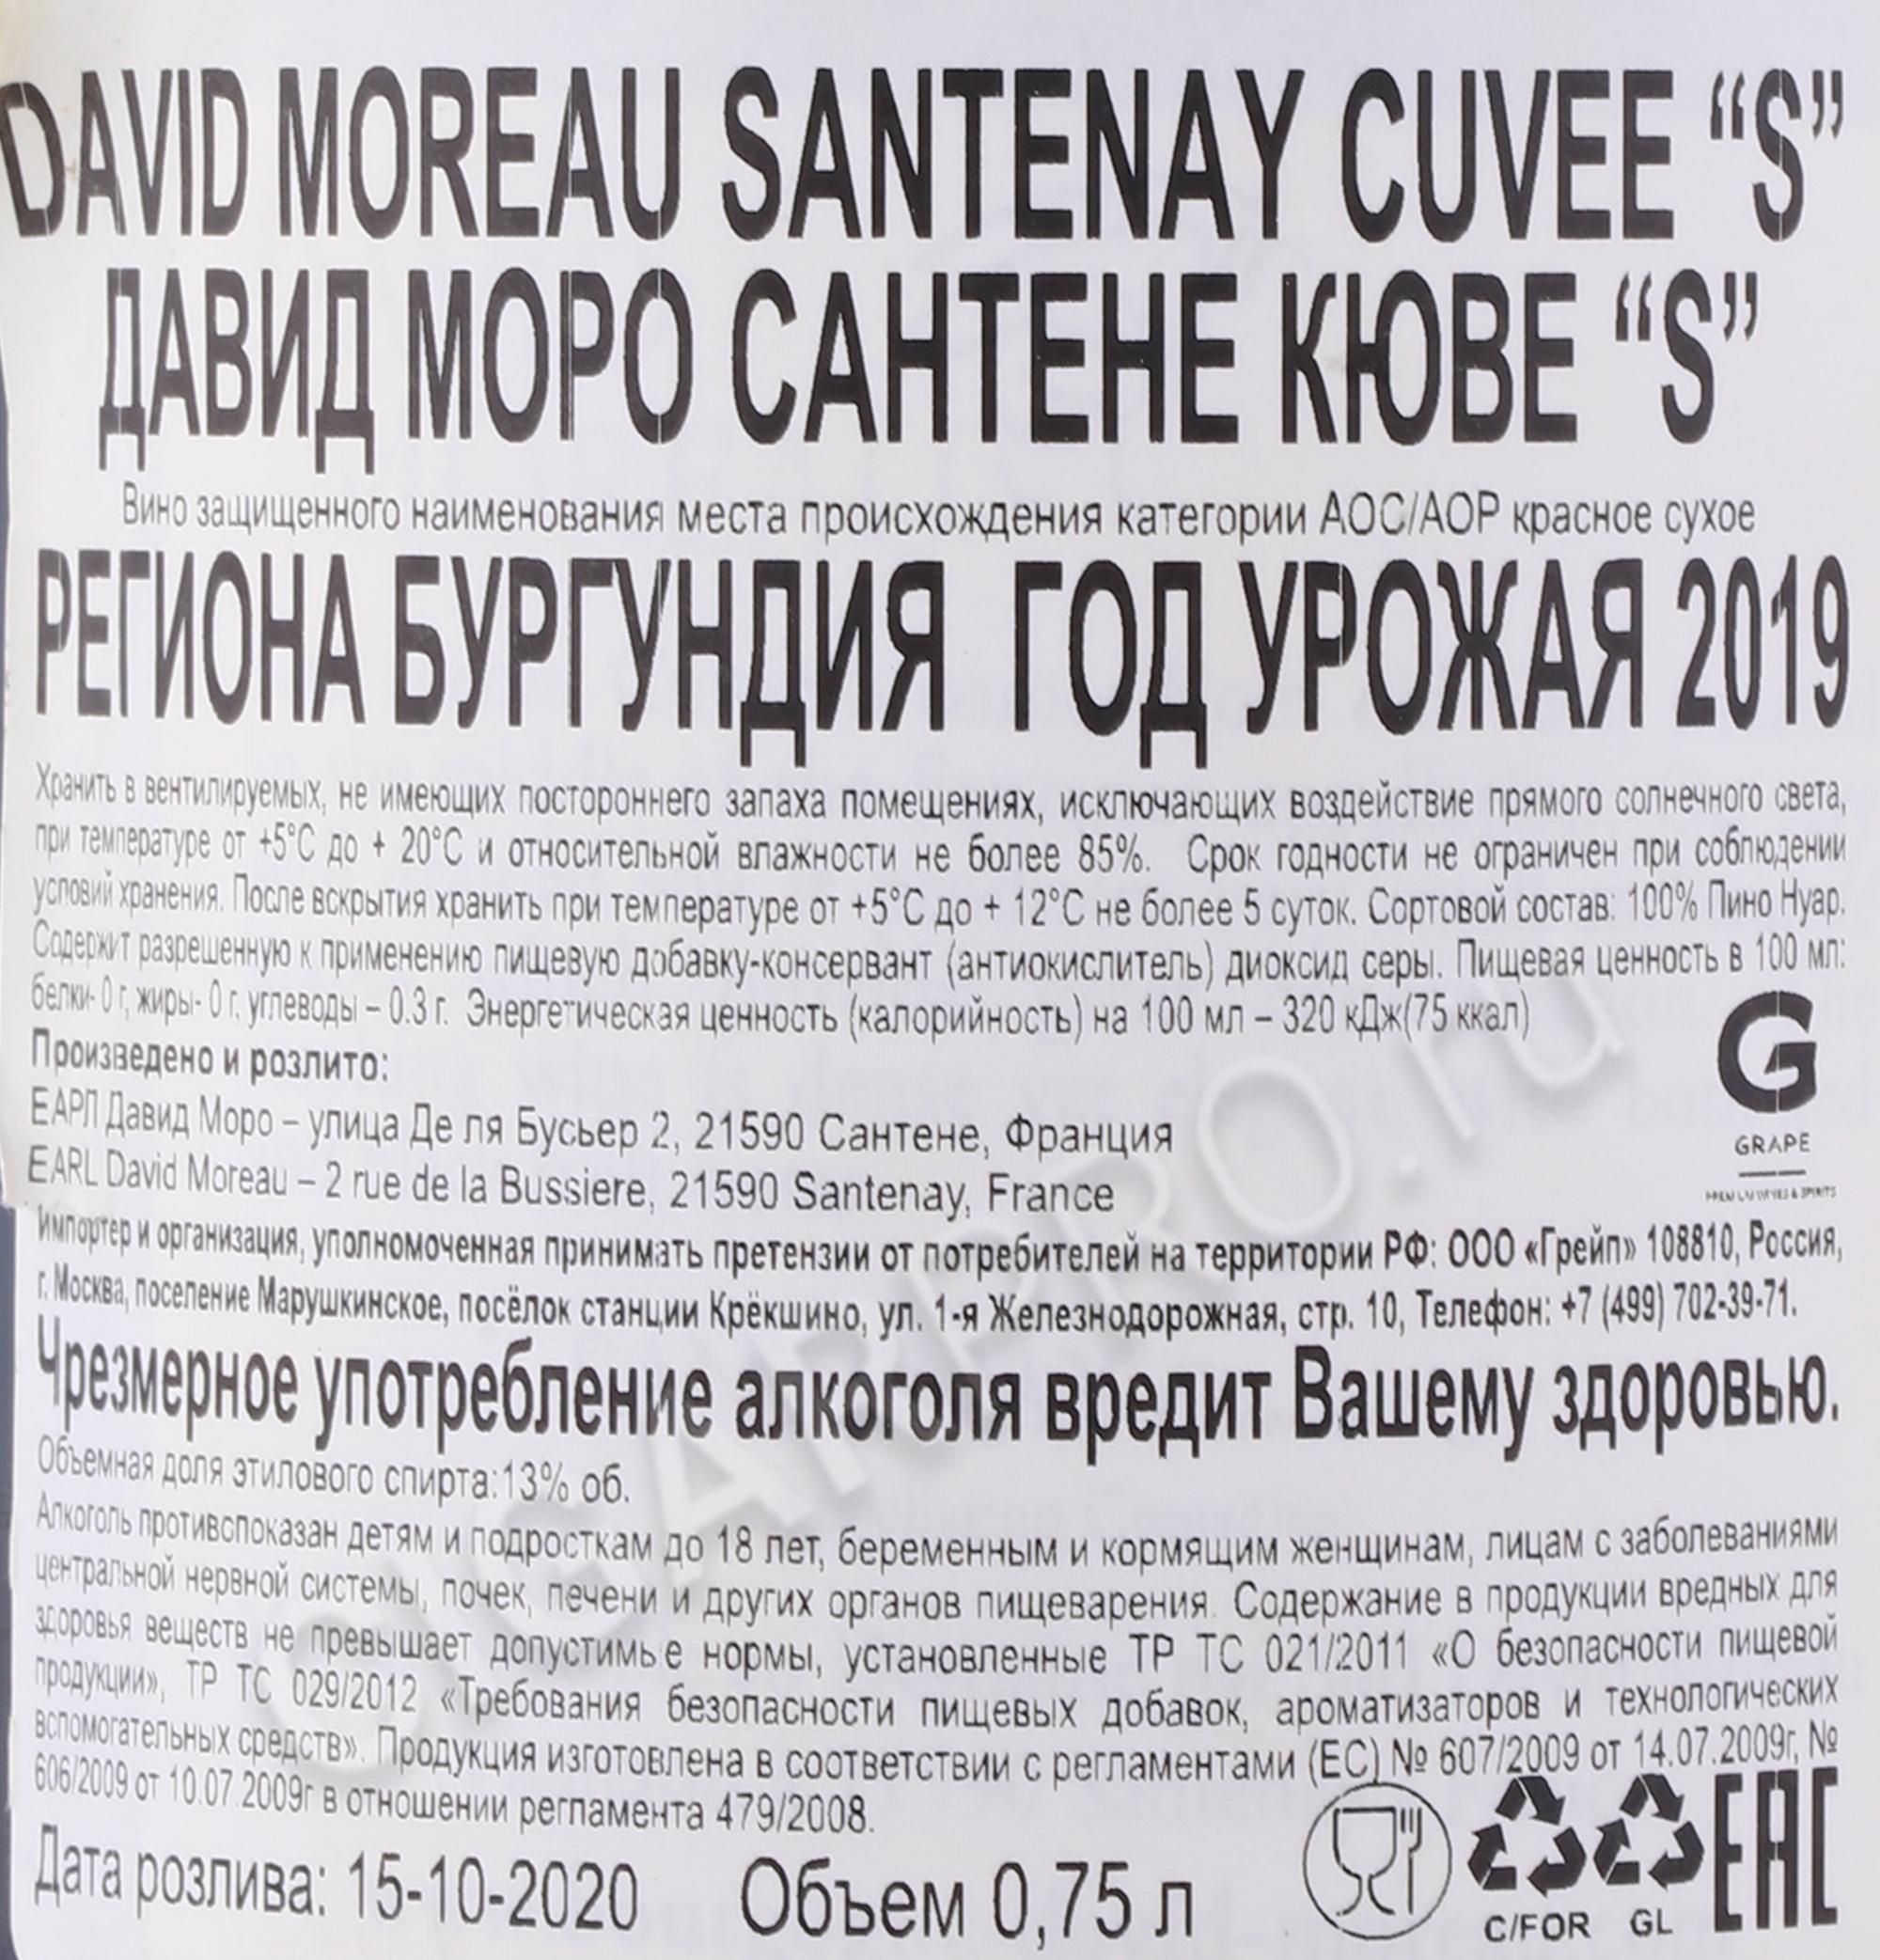 DAVID MOREAU SANTENAY CUVEE “S”
ДАВИД МОРО САНТЕНЕ КЮВЕ “S”
Вино защищенного наименования места происхождения категории AOC/AOP красное сухое
РЕГИОНА БУРГУНДИЯ ГОД УРОЖАЯ 2019
Хранить в вентилируемых, не имеющих постороннего запаха помещениях, исключающих воздействие прямого солнечного света,
при температуре от +5°C до + 20°C и относительной влажности не более 85%. Срок годности не ограничен при соблюдении
условий хранения. После вскрытия хранить при температуре от +5°C до + 12°C не более 5 суток. Сортовой состав: 100% Пино Нуар.
Содержит разрешенную к применению пищевую добавку-консервант (антиокислитель) диоксид серы. Пищевая ценность в 100 мл:
белки- 0 г, жиры- 0 г, углеводы – 0.3 г. Энергетическая ценность (калорийность) на 100 мл – 320 кДж(75 ккал)
Произведено и розлито:
ЕАРЛ Давид Моро – улица Де ля Бусьер 2, 21590 Сантене, Франция
EARL David Moreau – 2 rue de la Bussiere, 21590 Santenay, France
G
GRAPE
PREMIUM WINES & SPIRITS
Импортер и организация, уполномоченная принимать претензии от потребителей на территории РФ: ООО «Грейп» 108810, Россия,
г. Москва, поселение Марушкинское, посёлок станции Крёкшино, ул. 1-я Железнодорожная, стр. 10, Телефон: +7 (499) 702-39-71.
Чрезмерное употребление алкоголя вредит Вашему здоровью.
Объемная доля этилового спирта:13% об.
Алкоголь противопоказан детям и подросткам до 18 лет, беременным и кормящим женщинам, лицам с заболеваниями
центральной нервной системы, почек, печени и других органов пищеварения. Содержание в продукции вредных для
здоровья веществ не превышает допустимые нормы, установленные ТР ТС 021/2011 «О безопасности пищевой
продукции», ТР ТС 029/2012 «Требования безопасности пищевых добавок, ароматизаторов и технологических
вспомогательных средств». Продукция изготовлена в соответствии с регламентами (ЕС) № 607/2009 от 14.07.2009г, №
606/2009 от 10.07.2009г в отношении регламента 479/2008.
Дата розлива: 15-10-2020 Объем 0,75 л
C/FOR GL EAC
CIGARPRO.ru